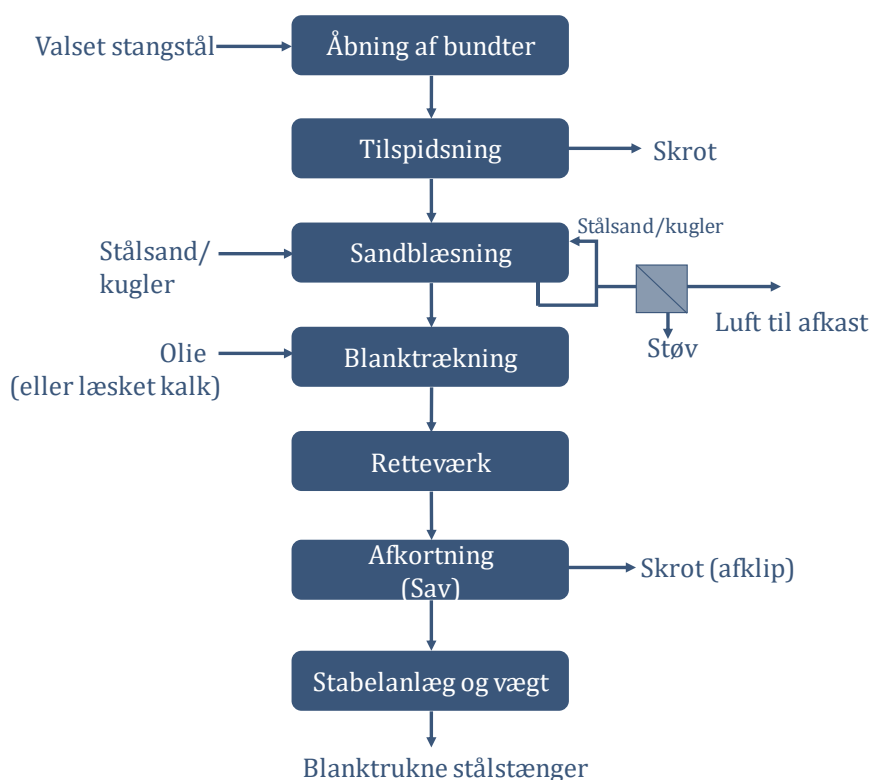 Valset stangstål
Åbning af bundter
Tilspidsning
Skrot
Stålsand/
kugler
Sandblæsning
Stålsand/kugler
Luft til afkast
Støv
Olie
(eller læsket kalk)
Blanktrækning
Retteværk
Afkortning
(Sav)
Skrot (afklip)
Stabelanlæg og vægt
Blanktrukne stålstænger